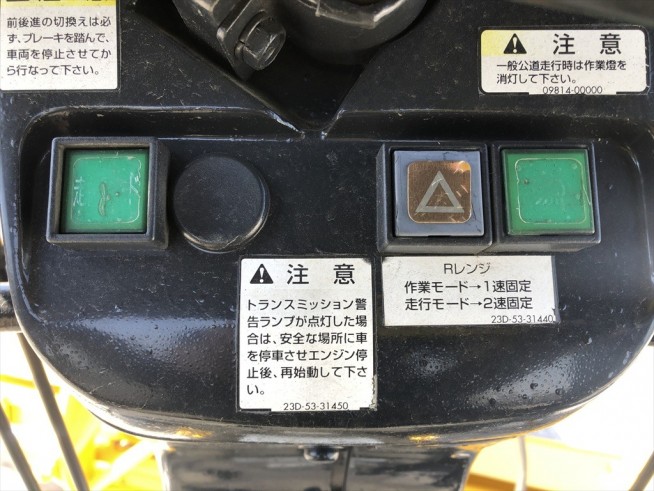 前後進の切換えは必
ず、ブレーキを踏んで、
車両を停止させてか
ら行なって下さい。
注 意
一般公道走行時は作業燈を
消灯して下さい。
09814-00000
注 意
トランスミッション警
告ランプが点灯した場
合は、安全な場所に車
を停車させエンジン停
止後、再始動して下さ
い。
23D-53-31450
Rレンジ
作業モード→1速固定
走行モード→2速固定
23D-53-31440